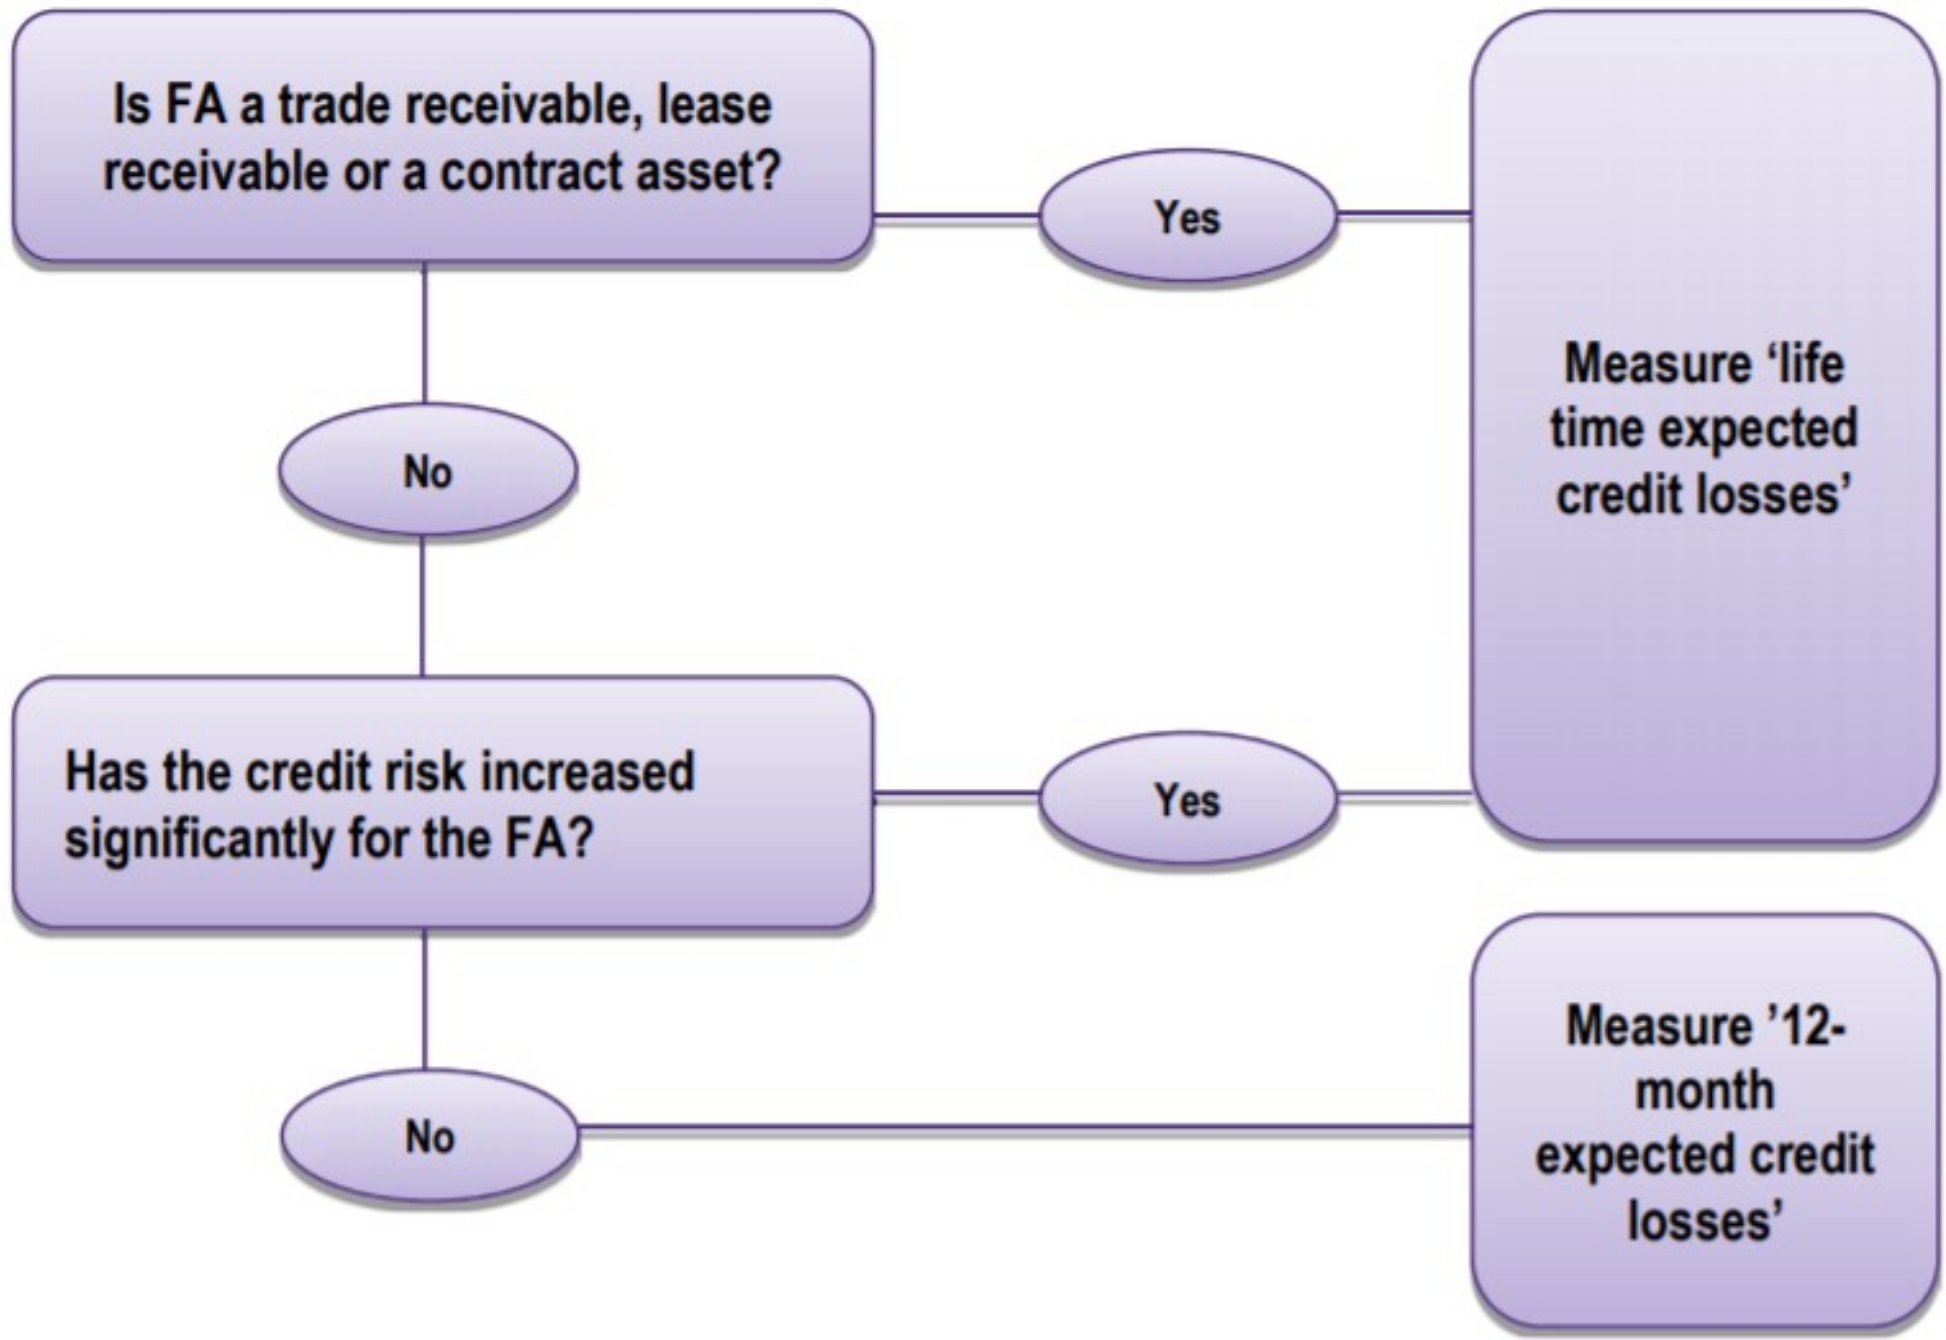 Is FA a trade receivable, lease
receivable or a contract asset?
Yes
Measure ‘life
time expected
credit losses’
No
Has the credit risk increased
significantly for the FA?
Yes
No
Measure ’12-
month
expected credit
losses’